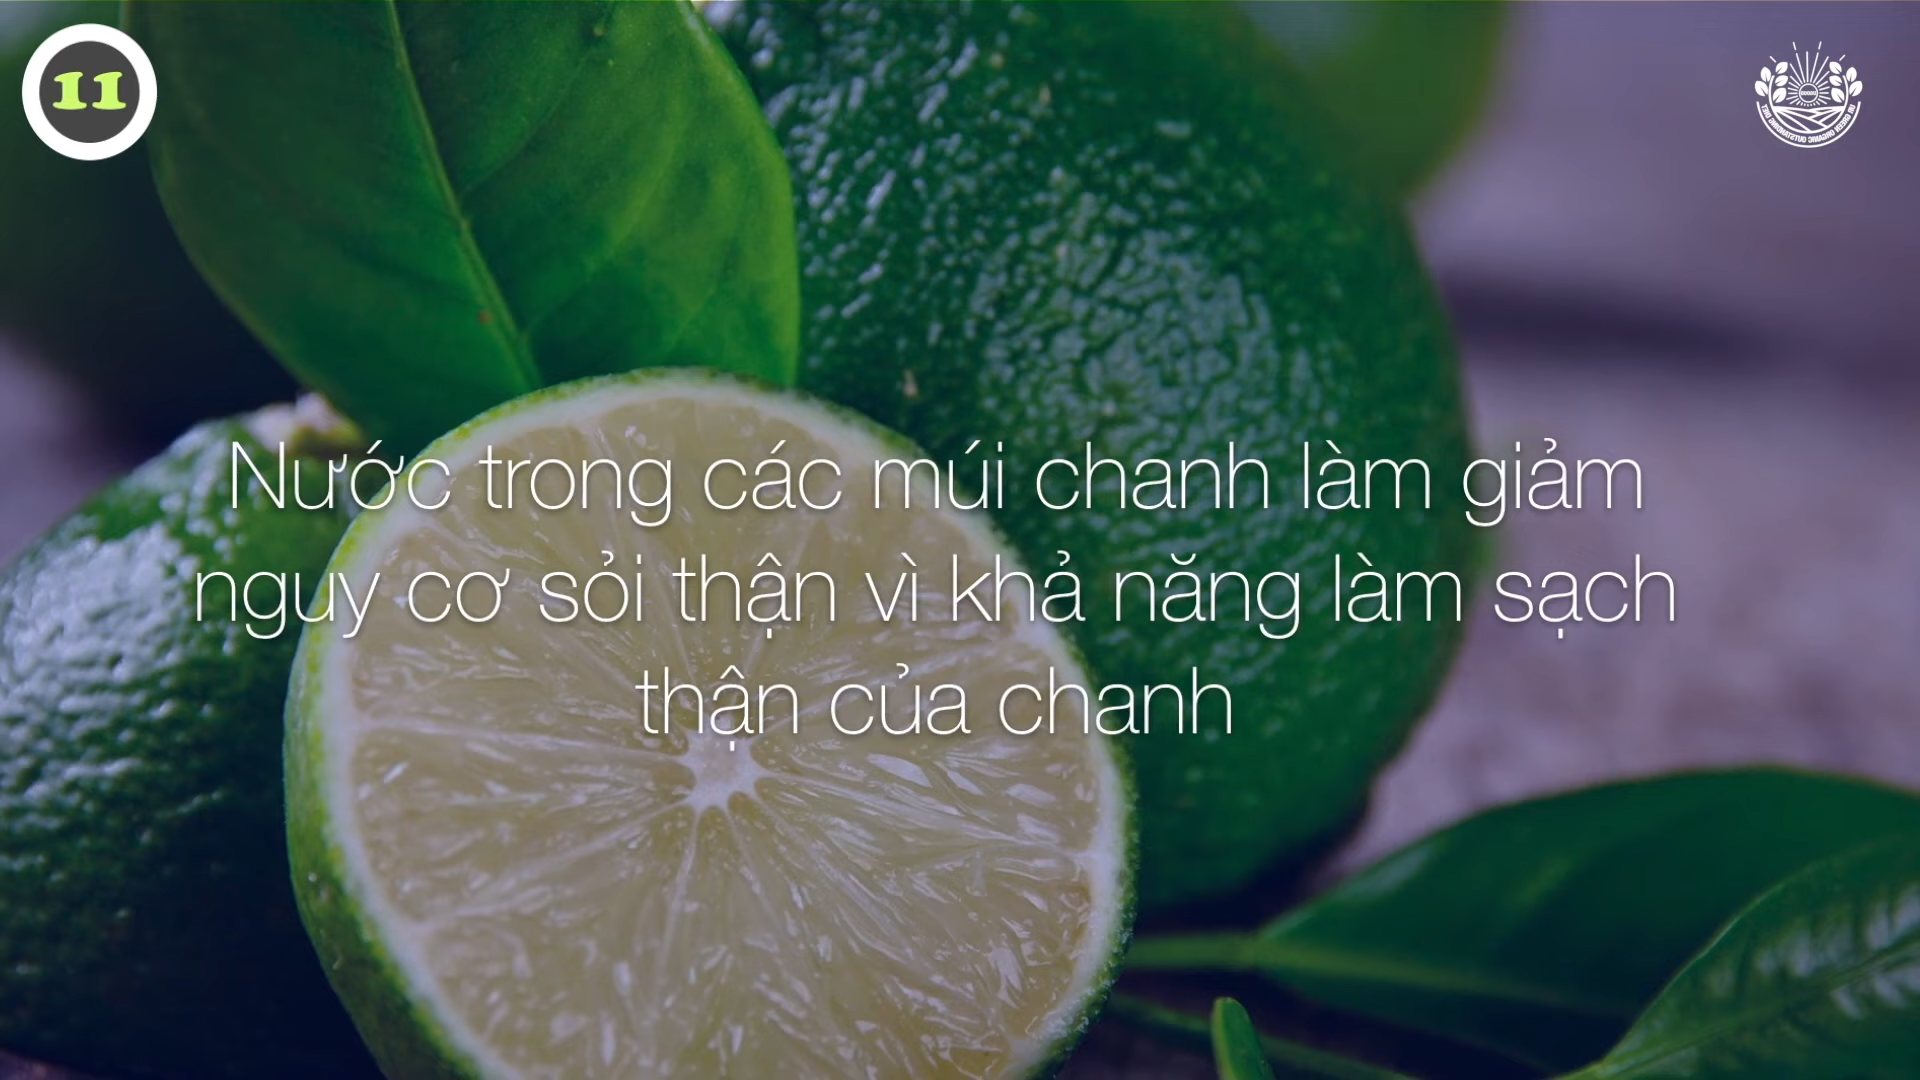 11
Nước trong các múi chanh làm giảm
nguy cơ sỏi thận vì khả năng làm sạch
thận của chanh